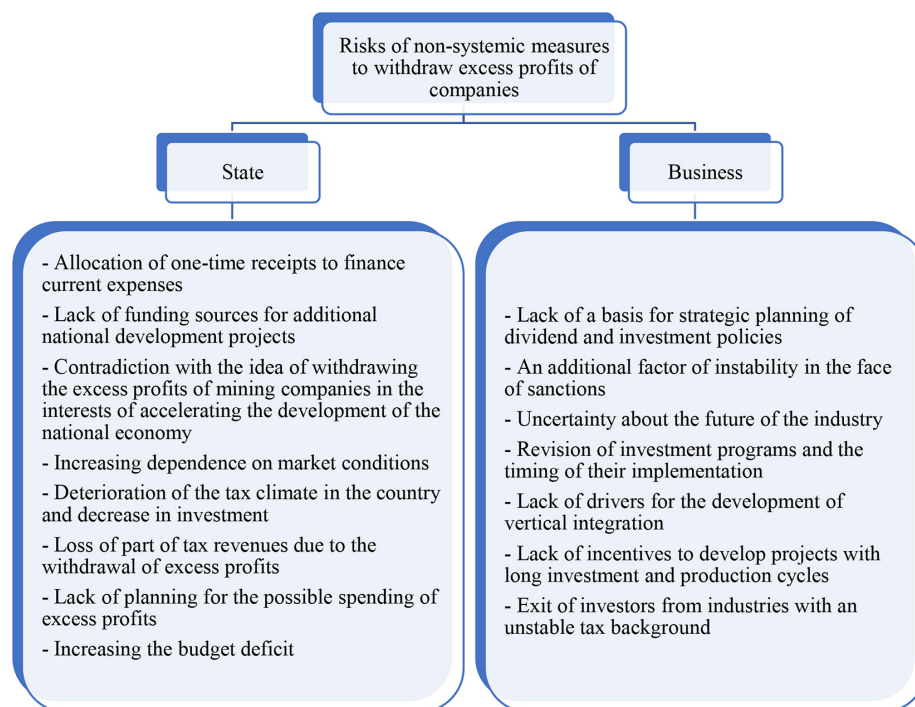 Risks of non-systemic measures
to withdraw excess profits of
companies
State
Business
- Allocation of one-time receipts to finance
current expenses
- Lack of funding sources for additional
national development projects
- Contradiction with the idea of withdrawing
the excess profits of mining companies in the
interests of accelerating the development of the
national economy
- Increasing dependence on market conditions
- Deterioration of the tax climate in the country
and decrease in investment
- Loss of part of tax revenues due to the
withdrawal of excess profits
- Lack of planning for the possible spending of
excess profits
- Increasing the budget deficit
- Lack of a basis for strategic planning of
dividend and investment policies
- An additional factor of instability in the face
of sanctions
- Uncertainty about the future of the industry
- Revision of investment programs and the
timing of their implementation
- Lack of drivers for the development of
vertical integration
- Lack of incentives to develop projects with
long investment and production cycles
- Exit of investors from industries with an
unstable tax background